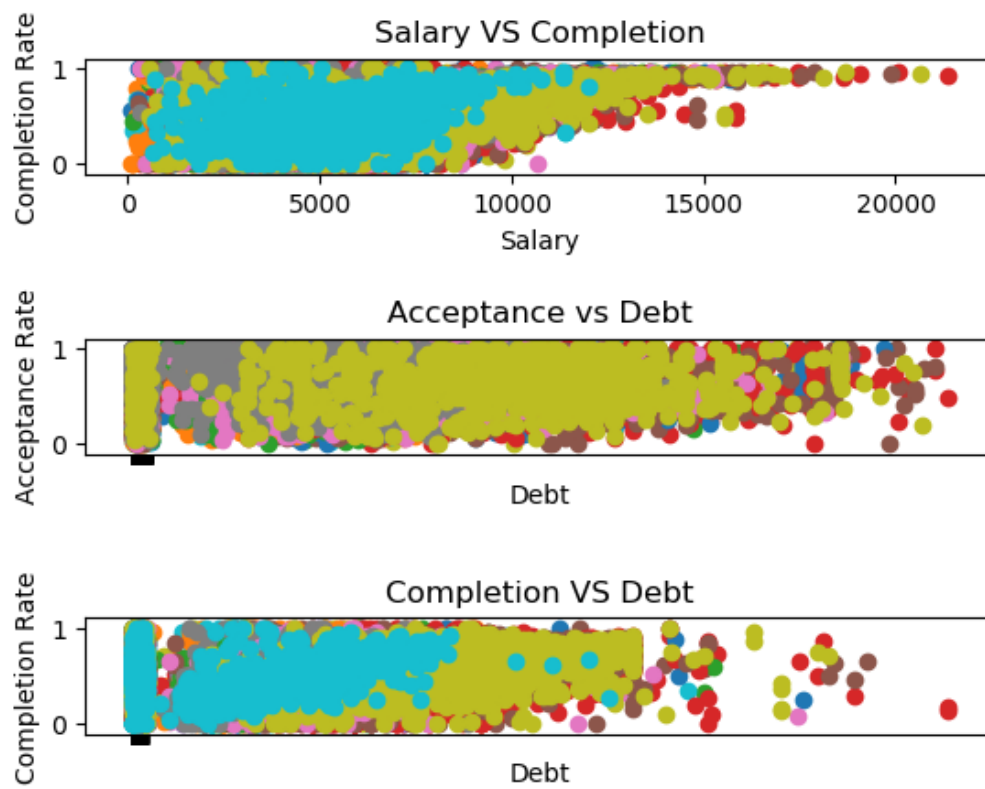 Salary VS Completion
Completion Rate
1
0
0 5000 10000 15000 20000
Salary
Acceptance vs Debt
Acceptance Rate
1
0
Debt
Completion VS Debt
Completion Rate
1
0
Debt